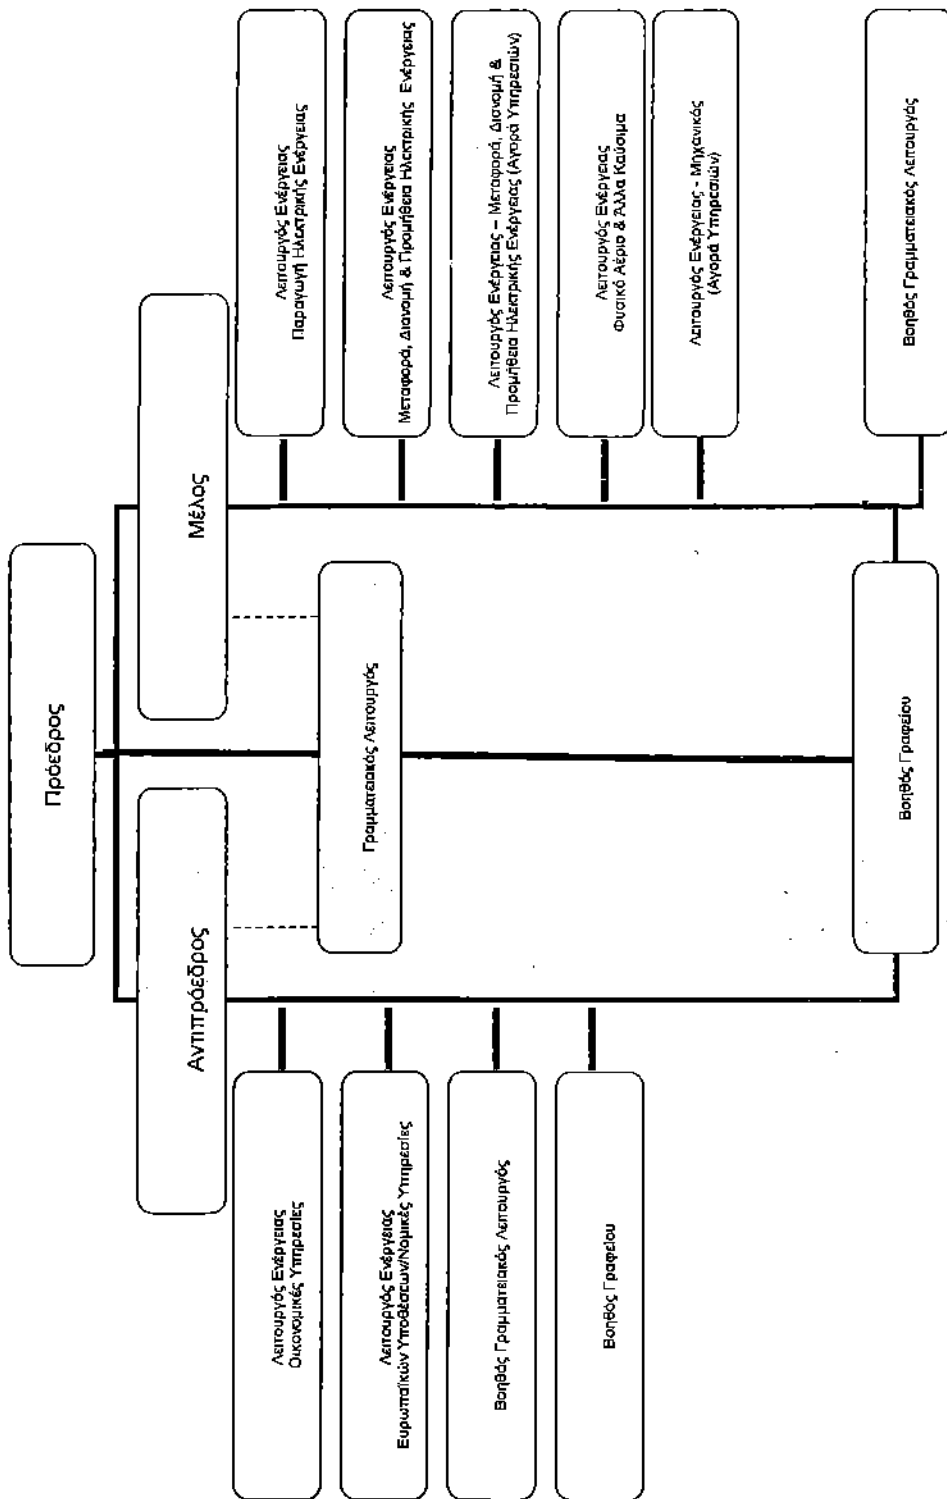 Πρόεδρος
Αντιπρόεδρος
Μέλος
Γραμματειακός Λειτουργός
Λειτουργός Ενέργειας
Οικονομικές Υπηρεσίες
Λειτουργός Ενέργειας
Ευρωπαϊκών Υποθέσεων/Νομικές Υπηρεσίες
Βοηθός Γραμματειακός Λειτουργός
Βοηθός Γραφείου
Λειτουργός Ενέργειας
Παραγωγή Ηλεκτρικής Ενέργειας
Λειτουργός Ενέργειας
Μεταφορά, Διανομή & Προμήθεια Ηλεκτρικής Ενέργειας
Λειτουργός Ενέργειας – Μεταφορά, Διανομή &
Προμήθεια Ηλεκτρικής Ενέργειας (Αγορά Υπηρεσιών)
Λειτουργός Ενέργειας
Φυσικό Αέριο & Άλλα Καύσιμα
Λειτουργός Ενέργειας - Μηχανικός
(Αγορά Υπηρεσιών)
Βοηθός Γραφείου
Βοηθός Γραμματειακός Λειτουργός